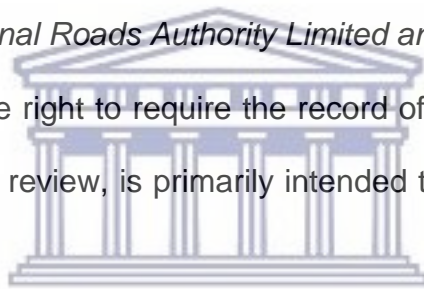 nal Roads Authority Limited an
e right to require the record of
review, is primarily intended t